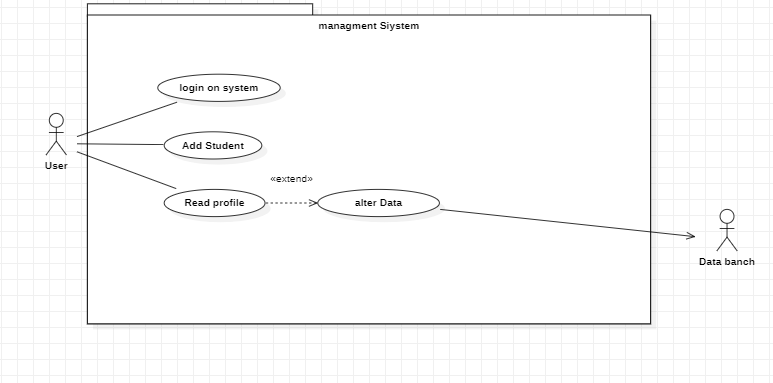 managment Siystem
login on system
Add Student
User
«extend»
Read profile
alter Data
Data banch